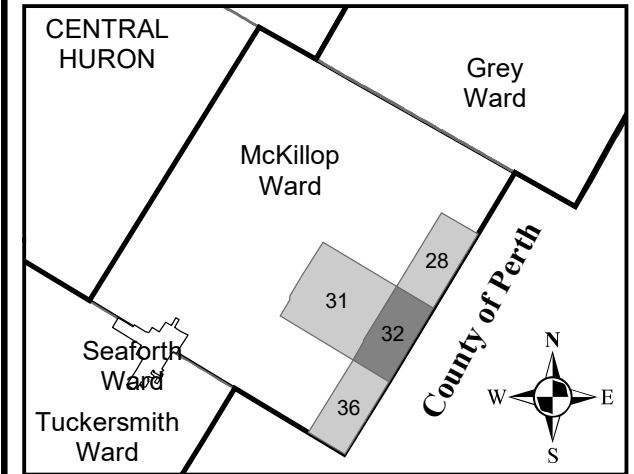 CENTRAL
HURON
Grey
Ward
McKillop
Ward
28
31
32
36
County of Perth
Seaforth
Ward
Tuckersmith
Ward
N
W
E
S